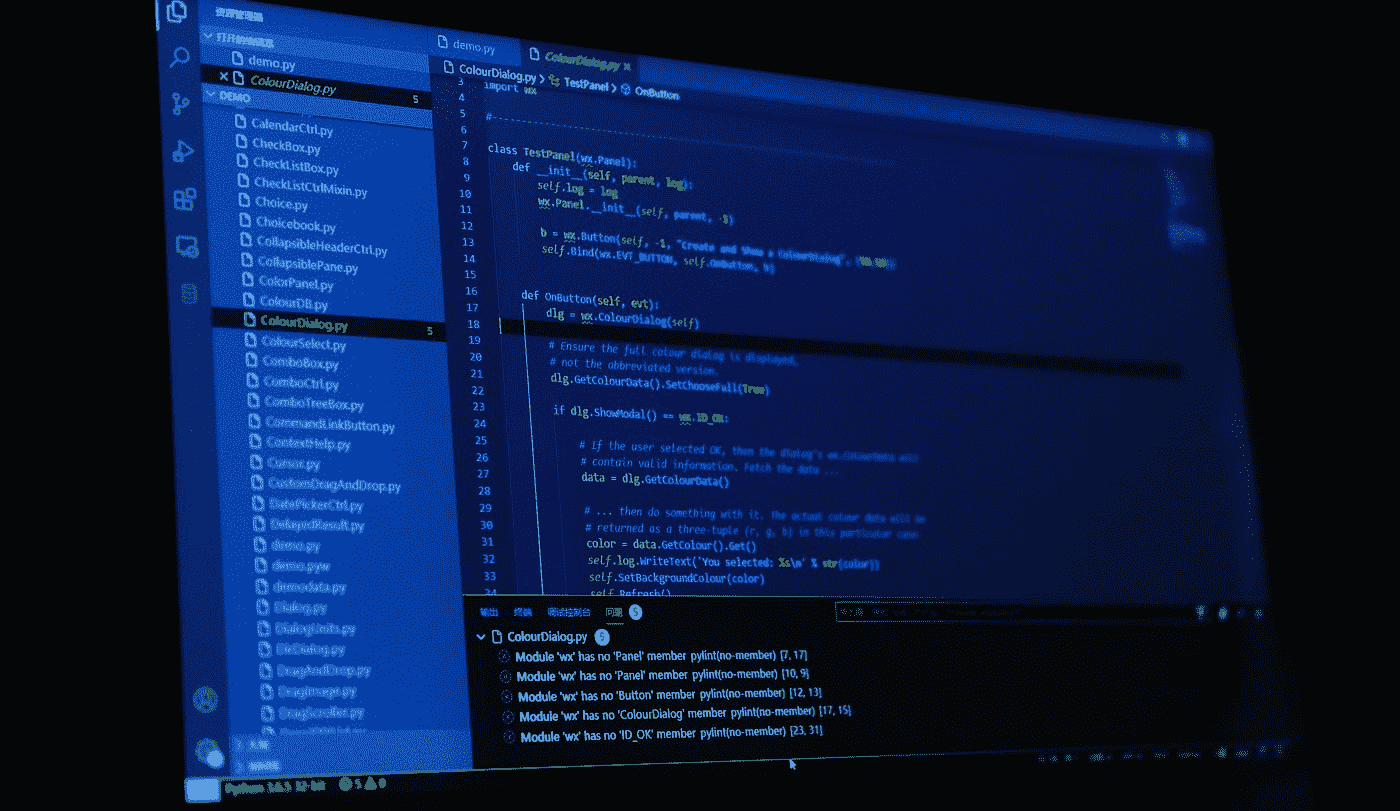 资源管理器
打开的编辑器
demo.py
ColourDialog.py 5
DEMO
CalendarCtrl.py
CheckBox.py
CheckListBox.py
CheckListCtrlMixin.py
Choice.py
Choicebook.py
CollapsibleHeaderCtrl.py
CollapsiblePane.py
ColorPanel.py
ColourDB.py
ColourDialog.py 5
ColourSelect.py
ComboBox.py
ComboCtrl.py
ComboTreeBox.py
CommandLinkButton.py
ContextHelp.py
Cursor.py
CustomDragAndDrop.py
DatePickerCtrl.py
DelayedResult.py
demo.py
demo.pyw
demodata.py
Dialog.py
DialogUnits.py
DirDialog.py
DragAndDrop.py
DragImage.py
DragScroller.py
大纲
demo.py
ColourDialog.py
ColourDialog.py > TestPanel > OnButton
3 import wx
4
5 #
6
7 class TestPanel(wx.Panel):
8 def __init__(self, parent, log):
9 self.log = log
10 wx.Panel.__init__(self, parent, -1)
11
12 b = wx.Button(self, -1, "Create and Show a ColourDialog",
13 self.Bind(wx.EVT_BUTTON, self.OnButton, b)
14
15
16 def OnButton(self, evt):
17 dlg = wx.ColourDialog(self)
18
19 # Ensure the full colour dialog is displayed,
20 # not the abbreviated version.
21 dlg.GetColourData().SetChooseFull(True)
22
23 if dlg.ShowModal() == wx.ID_OK:
24
25 # If the user selected OK, then the dialog's wx.ColourData will
26 # contain valid information. Fetch the data ...
27 data = dlg.GetColourData()
28
29 # ... then do something with it. The actual colour data will be
30 # returned as a three-tuple (r, g, b) in this particular case.
31 color = data.GetColour().Get()
32 self.log.WriteText('You selected: %s\n' % str(color))
33 self.SetBackgroundColour(color)
34 self.Refresh()
输出 终端 调试控制台 问题 5
ColourDialog.py 5
Module 'wx' has no 'Panel' member pylint(no-member) [7, 17]
Module 'wx' has no 'Panel' member pylint(no-member) [10, 9]
Module 'wx' has no 'Button' member pylint(no-member) [12, 13]
Module 'wx' has no 'ColourDialog' member pylint(no-member) [17, 15]
Module 'wx' has no 'ID_OK' member pylint(no-member) [23, 31]
Python 32-bit 5 0